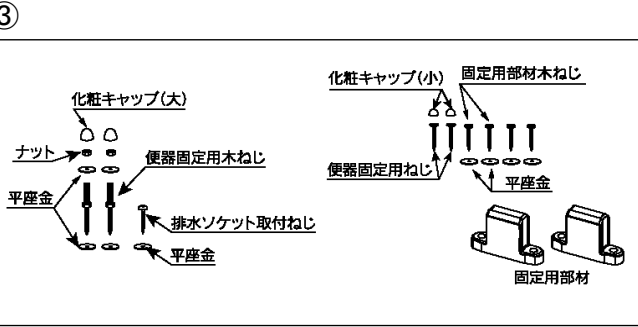 ③
化粧キャップ(大)
ナット
便器固定用木ねじ
平座金
排水ソケット取付ねじ
平座金
化粧キャップ(小)
固定用部材木ねじ
便器固定ねじ
平座金
固定用部材